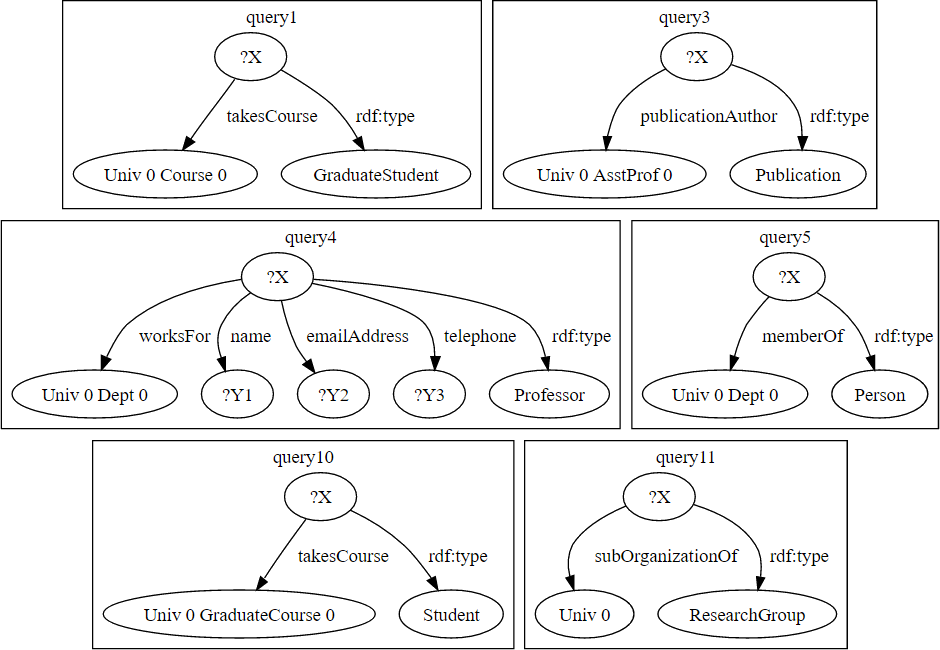 query1
?X
takesCourse
rdf:type
Univ 0 Course 0
GraduateStudent
query3
?X
publicationAuthor
rdf:type
Univ 0 AsstProf 0
Publication
query4
?X
worksFor
name
emailAddress
telephone
rdf:type
Univ 0 Dept 0
?Y1
?Y2
?Y3
Professor
query5
?X
memberOf
rdf:type
Univ 0 Dept 0
Person
query10
?X
takesCourse
rdf:type
Univ 0 GraduateCourse 0
Student
query11
?X
subOrganizationOf
rdf:type
Univ 0
ResearchGroup